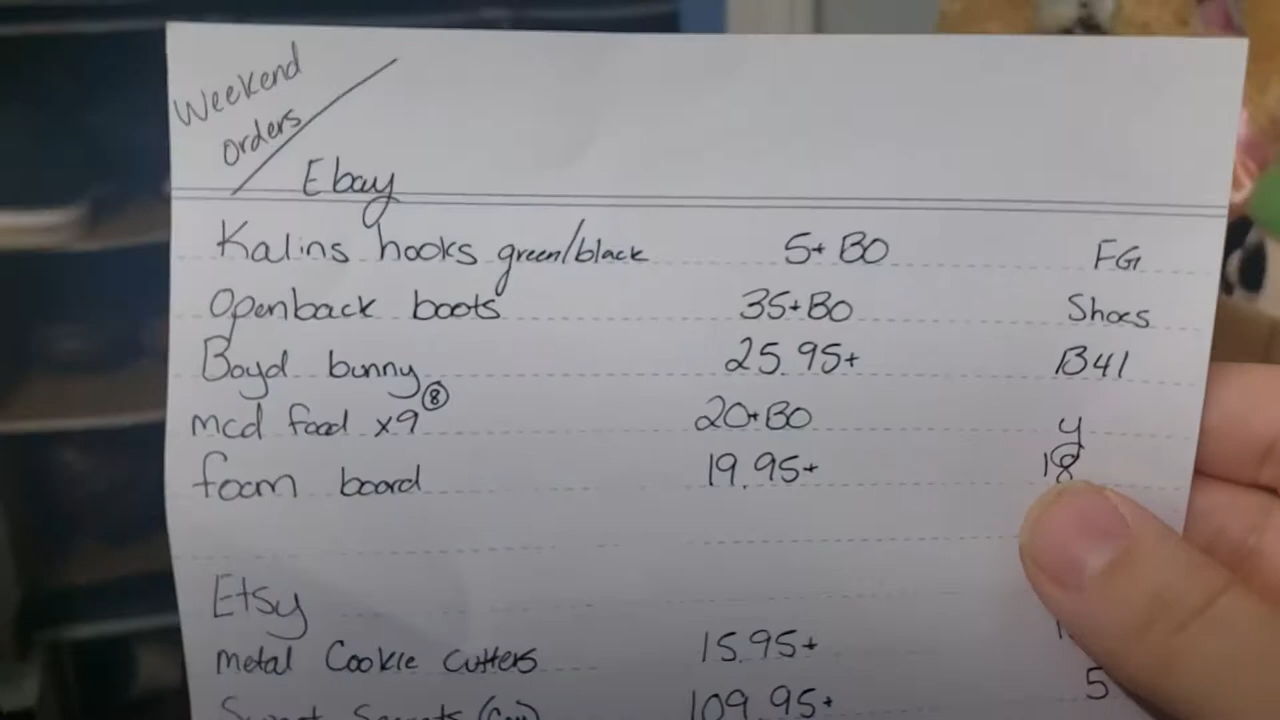 Weekend
orders
Ebay
Kalins hooks green/black 5+ BO FG
Openback boots 35+BO Shoes
Boyd bunny 25.95+ B41
mcd food x9 ⑧ 20+BO y
foam board 19.95+ 18
Etsy
Metal Cookie Cutters 15.95+
109.95+ 5